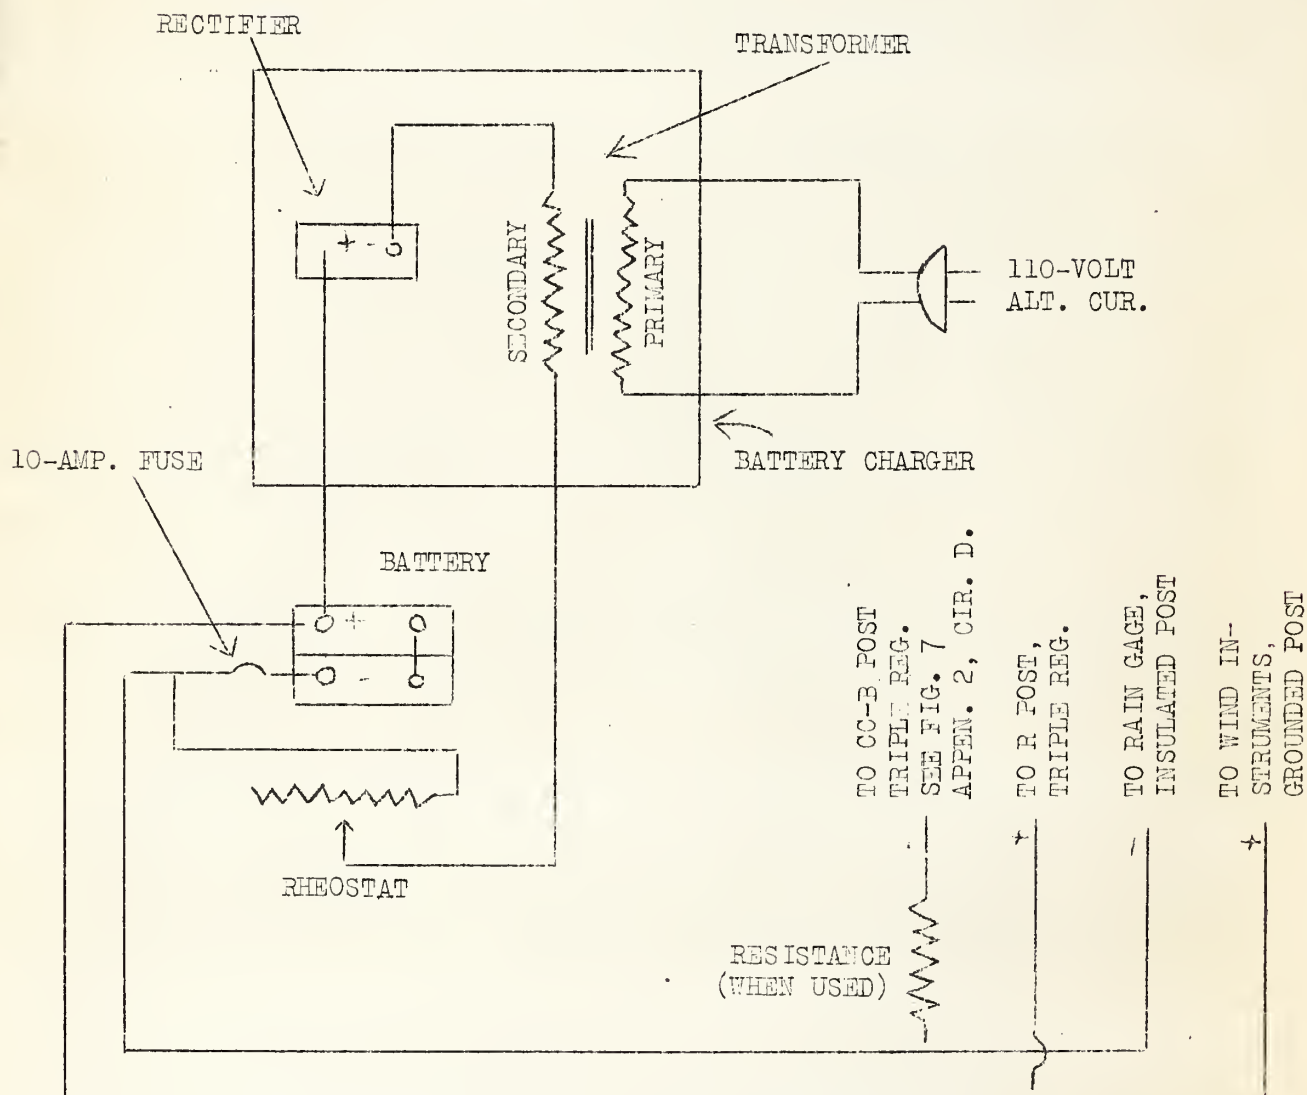 RECTIFIER
TRANSFORMER
+ -
SECONDARY
PRIMARY
110-VOLT
ALT. CUR.
10-AMP. FUSE
BATTERY CHARGER
BATTERY
+
-
RHEOSTAT
TO CC-B POST
TRIPLE REG.
SEE FIG. 7
APPEN. 2, CIR. D.
TO R POST,
TRIPLE REG.
TO RAIN GAGE,
INSULATED POST
TO WIND IN-
STRUMENTS,
GROUNDED POST
-
+
-
+
RESISTANCE
(WHEN USED)